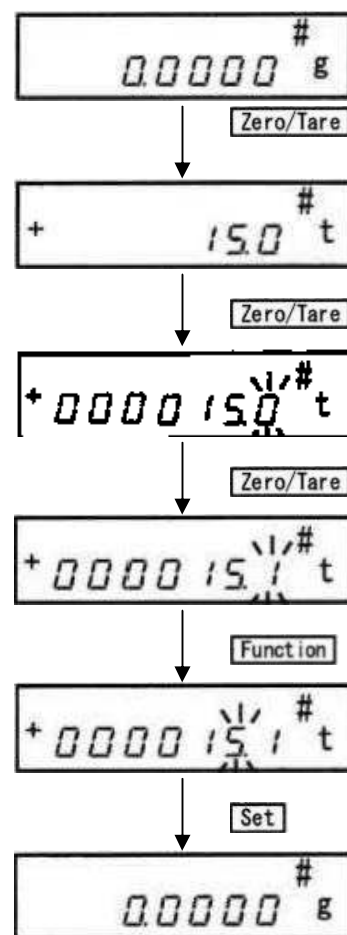 #
0.0000 g
Zero/Tare
#
+ 15.0 t
Zero/Tare
#
+ 000015.0 t
Zero/Tare
#
+ 000015.1 t
Function
#
+ 000015.1 t
Set
#
0.0000 g